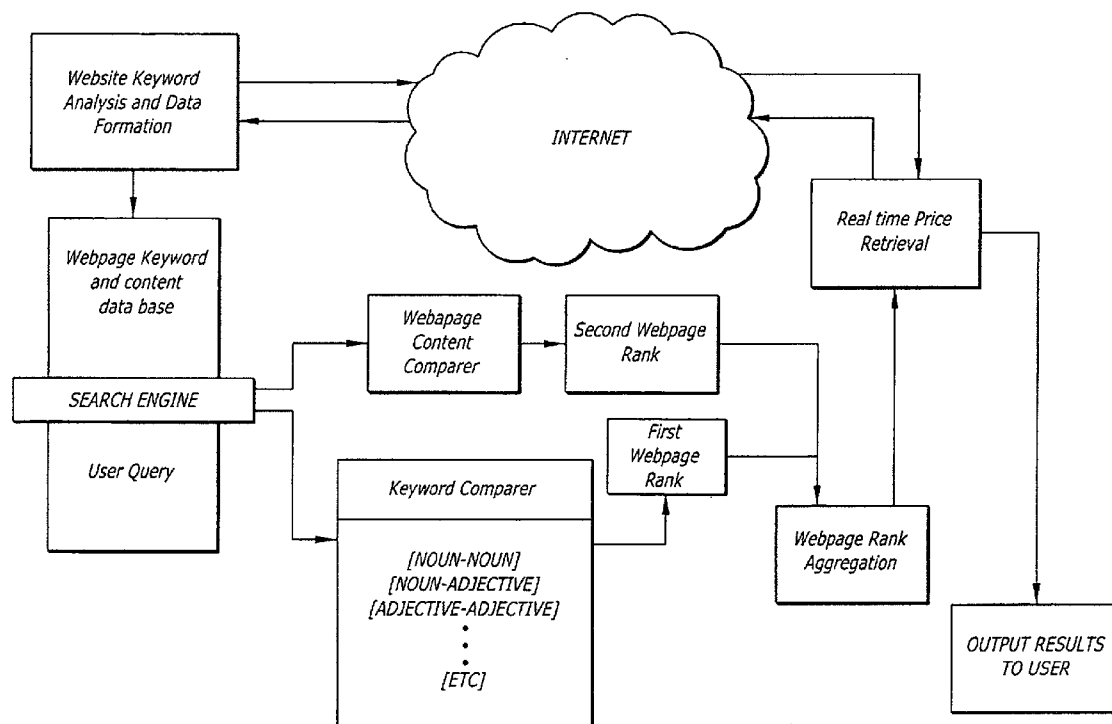 Website Keyword
Analysis and Data
Formation
INTERNET
Real time Price
Retrieval
Webpage Keyword
and content
data base
Webapage
Content
Comparer
Second Webpage
Rank
SEARCH ENGINE
User Query
First
Webpage
Rank
Keyword Comparer
[NOUN-NOUN]
[NOUN-ADJECTIVE]
[ADJECTIVE-ADJECTIVE]
[ETC]
Webpage Rank
Aggregation
OUTPUT RESULTS
TO USER